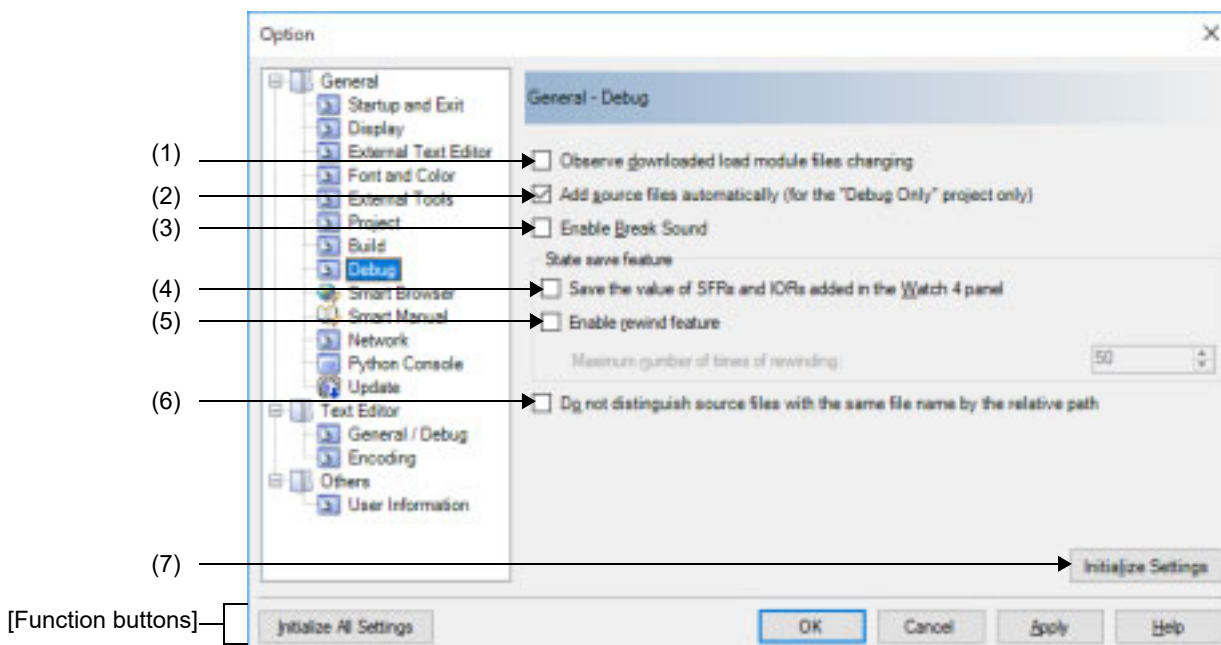 Option
General
Startup and Exit
Display
External Text Editor
Font and Color
External Tools
Project
Build
Debug
Smart Browser
Smart Manual
Network
Python Console
Update
Text Editor
General / Debug
Encoding
Others
User Information
General - Debug
(1) Observe downloaded load module files changing
(2) Add source files automatically (for the "Debug Only" project only)
(3) Enable Break Sound
State save feature
(4) Save the value of SFRs and IORs added in the Watch 4 panel
(5) Enable rewind feature
Maximum number of times of rewinding: 50
(6) Do not distinguish source files with the same file name by the relative path
(7) Initialize Settings
[Function buttons] Initialize All Settings OK Cancel Apply Help